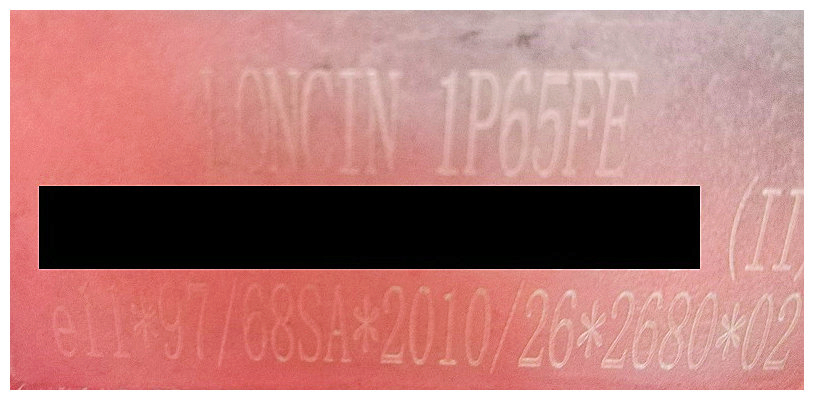 LONCIN 1P65FE
(II)
e11*97/68SA*2010/26*2680*02